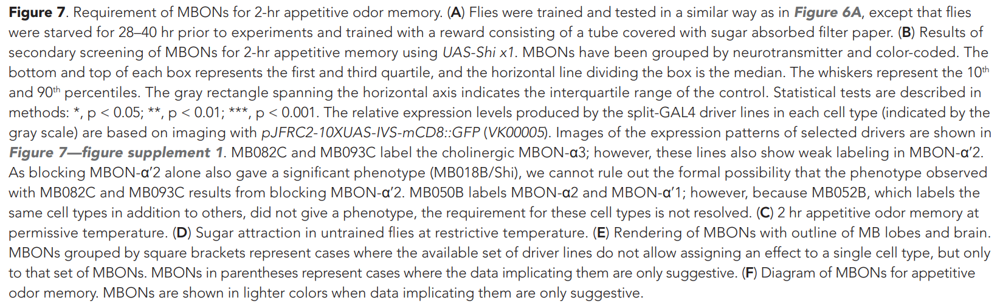 Figure 7. Requirement of MBONs for 2-hr appetitive odor memory. (A) Flies were trained and tested in a similar way as in Figure 6A, except that flies
were starved for 28–40 hr prior to experiments and trained with a reward consisting of a tube covered with sugar absorbed filter paper. (B) Results of
secondary screening of MBONs for 2-hr appetitive memory using UAS-Shi x1. MBONs have been grouped by neurotransmitter and color-coded. The
bottom and top of each box represents the first and third quartile, and the horizontal line dividing the box is the median. The whiskers represent the 10th
and 90th percentiles. The gray rectangle spanning the horizontal axis indicates the interquartile range of the control. Statistical tests are described in
methods: *, p < 0.05; **, p < 0.01; ***, p < 0.001. The relative expression levels produced by the split-GAL4 driver lines in each cell type (indicated by the
gray scale) are based on imaging with pJFRC2-10XUAS-IVS-mCD8::GFP (VK00005). Images of the expression patterns of selected drivers are shown in
Figure 7—figure supplement 1. MB082C and MB093C label the cholinergic MBON-α3; however, these lines also show weak labeling in MBON-α′2.
As blocking MBON-α′2 alone also gave a significant phenotype (MB018B/Shi), we cannot rule out the formal possibility that the phenotype observed
with MB082C and MB093C results from blocking MBON-α′2. MB050B labels MBON-α2 and MBON-α′1; however, because MB052B, which labels the
same cell types in addition to others, did not give a phenotype, the requirement for these cell types is not resolved. (C) 2 hr appetitive odor memory at
permissive temperature. (D) Sugar attraction in untrained flies at restrictive temperature. (E) Rendering of MBONs with outline of MB lobes and brain.
MBONs grouped by square brackets represent cases where the available set of driver lines do not allow assigning an effect to a single cell type, but only
to that set of MBONs. MBONs in parentheses represent cases where the data implicating them are only suggestive. (F) Diagram of MBONs for appetitive
odor memory. MBONs are shown in lighter colors when data implicating them are only suggestive.